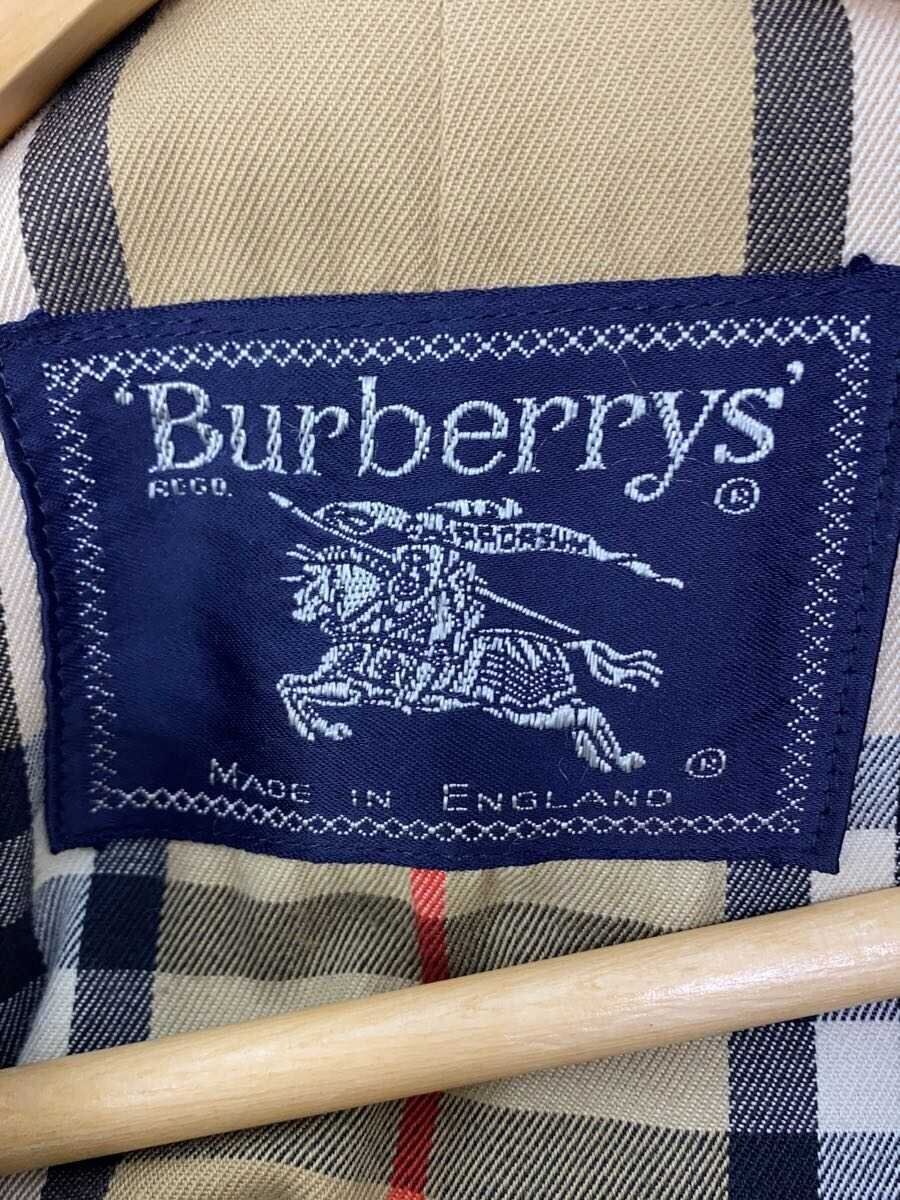 'Burberrys'
REGD. ®
®
MADE IN ENGLAND